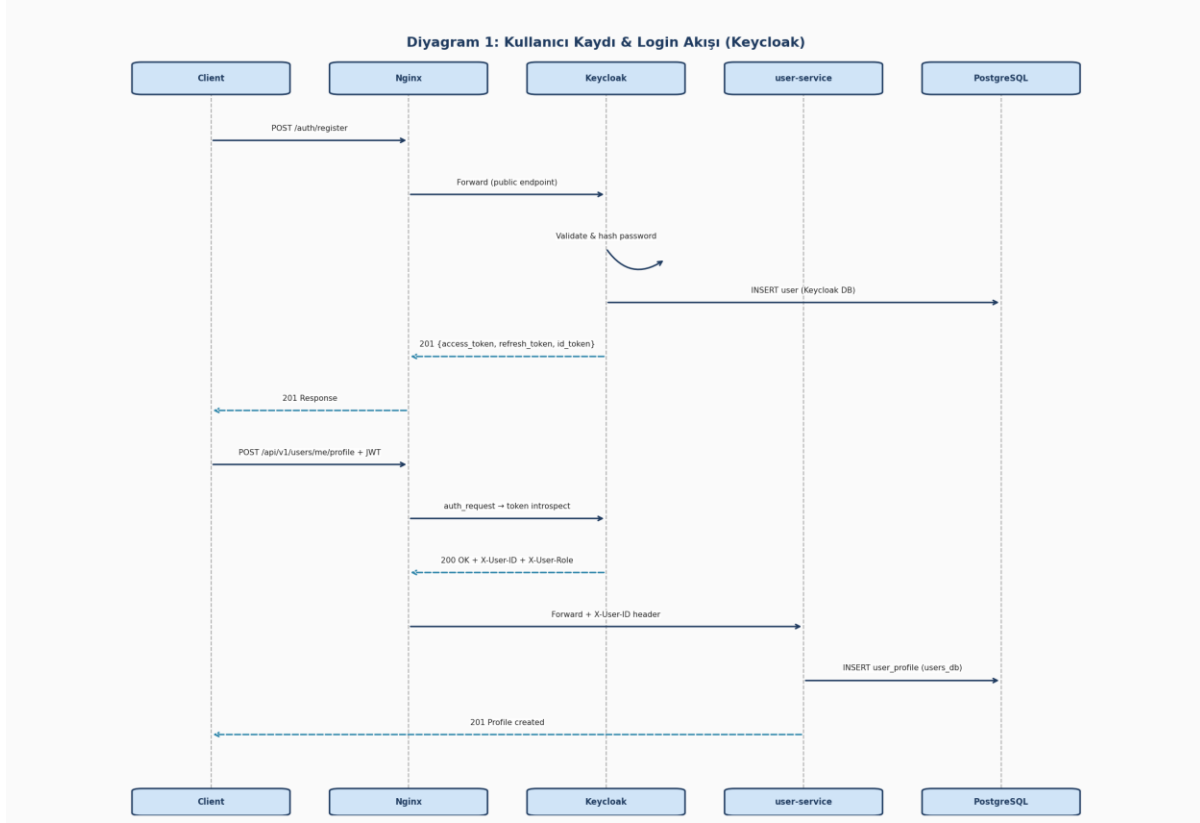 Diyagram 1: Kullanıcı Kaydı & Login Akışı (Keycloak)
Client
Nginx
Keycloak
user-service
PostgreSQL
POST /auth/register
Forward (public endpoint)
Validate & hash password
INSERT user (Keycloak DB)
201 {access_token, refresh_token, id_token}
201 Response
POST /api/v1/users/me/profile + JWT
auth_request → token introspect
200 OK + X-User-ID + X-User-Role
Forward + X-User-ID header
INSERT user_profile (users_db)
201 Profile created
Client
Nginx
Keycloak
user-service
PostgreSQL